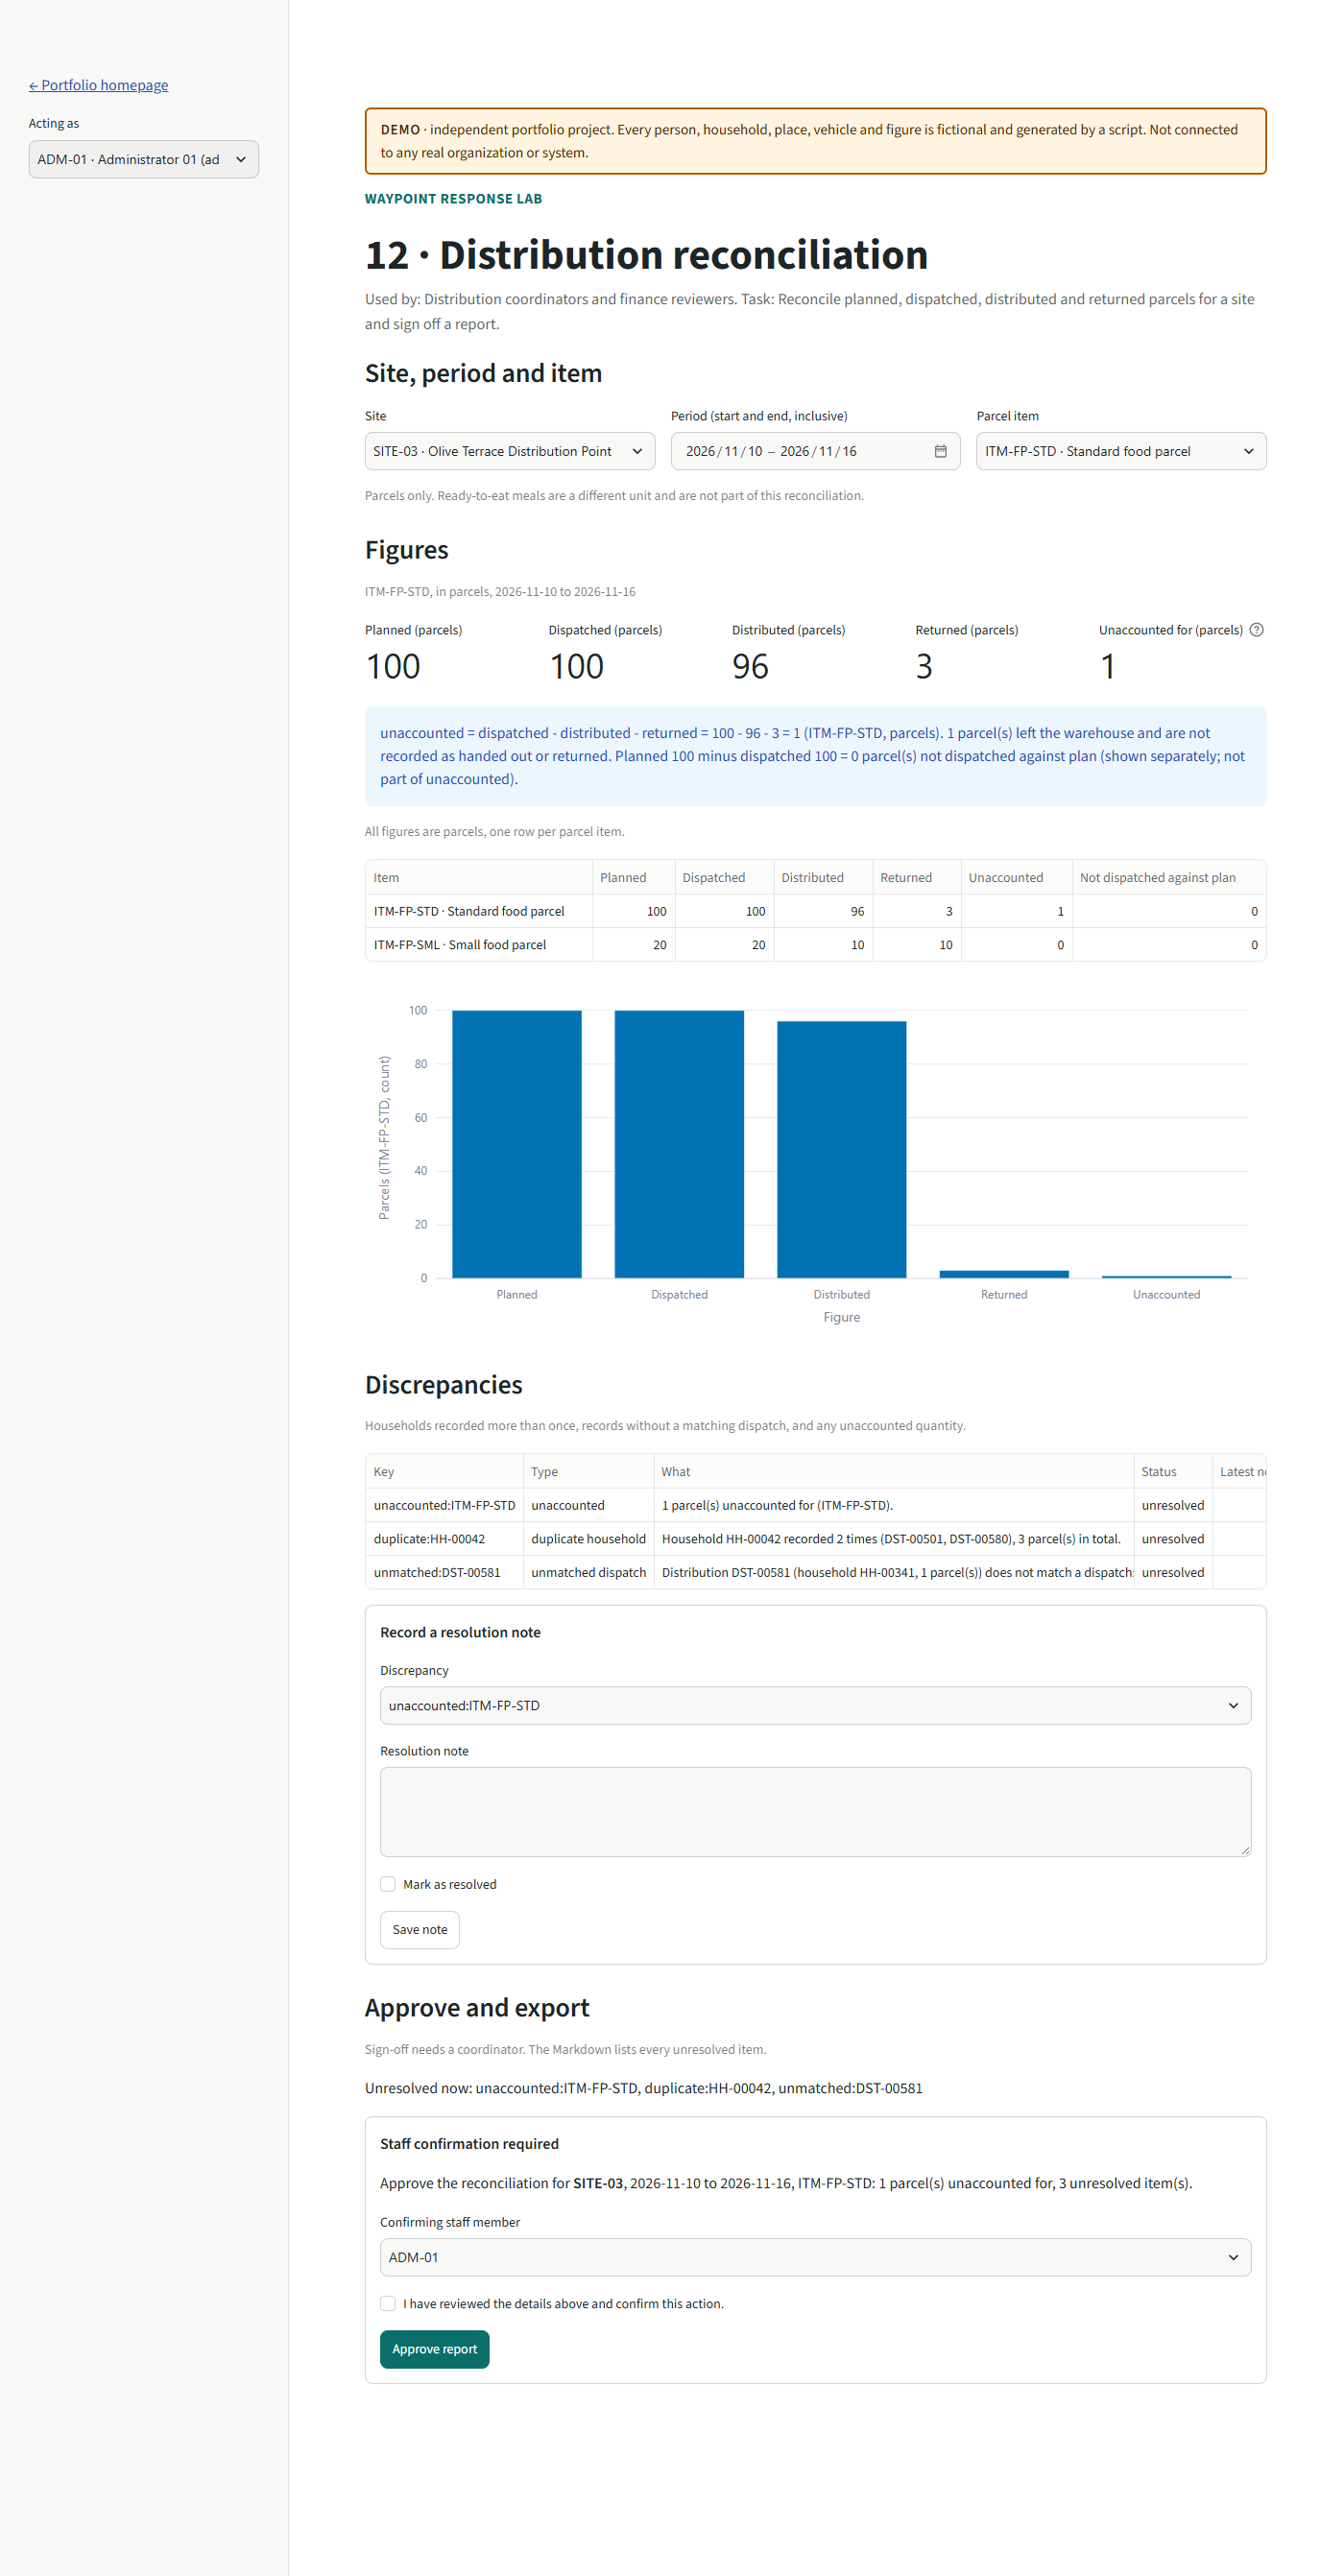 ← Portfolio homepage
Acting as
ADM-01 · Administrator 01 (ad
DEMO · independent portfolio project. Every person, household, place, vehicle and figure is fictional and generated by a script. Not connected
to any real organization or system.
WAYPOINT RESPONSE LAB
12 · Distribution reconciliation
Used by: Distribution coordinators and finance reviewers. Task: Reconcile planned, dispatched, distributed and returned parcels for a site
and sign off a report.
Site, period and item
Site
Period (start and end, inclusive)
Parcel item
SITE-03 · Olive Terrace Distribution Point
2026/11/10 – 2026/11/16
ITM-FP-STD · Standard food parcel
Parcels only. Ready-to-eat meals are a different unit and are not part of this reconciliation.
Figures
ITM-FP-STD, in parcels, 2026-11-10 to 2026-11-16
Planned (parcels) Dispatched (parcels) Distributed (parcels) Returned (parcels) Unaccounted for (parcels)
100 100 96 3 1
unaccounted = dispatched - distributed - returned = 100 - 96 - 3 = 1 (ITM-FP-STD, parcels). 1 parcel(s) left the warehouse and are not
recorded as handed out or returned. Planned 100 minus dispatched 100 = 0 parcel(s) not dispatched against plan (shown separately; not
part of unaccounted).
All figures are parcels, one row per parcel item.
Item Planned Dispatched Distributed Returned Unaccounted Not dispatched against plan
ITM-FP-STD · Standard food parcel 100 100 96 3 1 0
ITM-FP-SML · Small food parcel 20 20 10 10 0 0
Parcels (ITM-FP-STD, count)
100
80
60
40
20
0
Planned Dispatched Distributed Returned Unaccounted
Figure
Discrepancies
Households recorded more than once, records without a matching dispatch, and any unaccounted quantity.
Key Type What Status Latest n
unaccounted:ITM-FP-STD unaccounted 1 parcel(s) unaccounted for (ITM-FP-STD). unresolved
duplicate:HH-00042 duplicate household Household HH-00042 recorded 2 times (DST-00501, DST-00580), 3 parcel(s) in total. unresolved
unmatched:DST-00581 unmatched dispatch Distribution DST-00581 (household HH-00341, 1 parcel(s)) does not match a dispatch unresolved
Record a resolution note
Discrepancy
unaccounted:ITM-FP-STD
Resolution note
Mark as resolved
Save note
Approve and export
Sign-off needs a coordinator. The Markdown lists every unresolved item.
Unresolved now: unaccounted:ITM-FP-STD, duplicate:HH-00042, unmatched:DST-00581
Staff confirmation required
Approve the reconciliation for SITE-03, 2026-11-10 to 2026-11-16, ITM-FP-STD: 1 parcel(s) unaccounted for, 3 unresolved item(s).
Confirming staff member
ADM-01
I have reviewed the details above and confirm this action.
Approve report